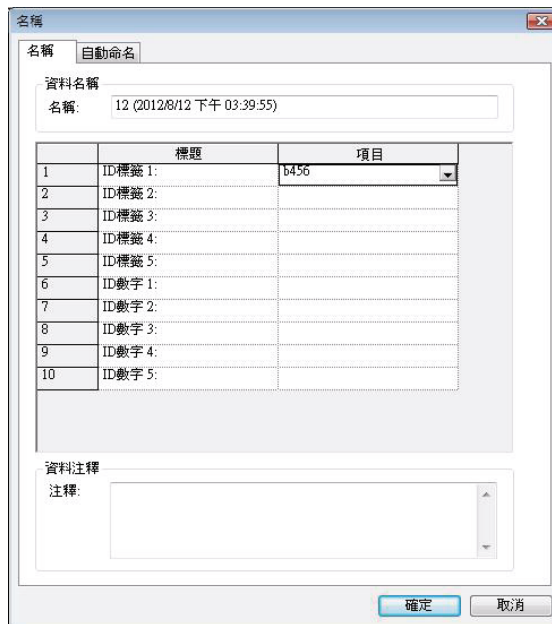 名稱
名稱 自動命名
資料名稱
名稱: 12 (2012/8/12 下午 03:39:55)
標題 項目
1 ID標籤 1: b456
2 ID標籤 2:
3 ID標籤 3:
4 ID標籤 4:
5 ID標籤 5:
6 ID數字 1:
7 ID數字 2:
8 ID數字 3:
9 ID數字 4:
10 ID數字 5:
資料注釋
注釋:
確定 取消